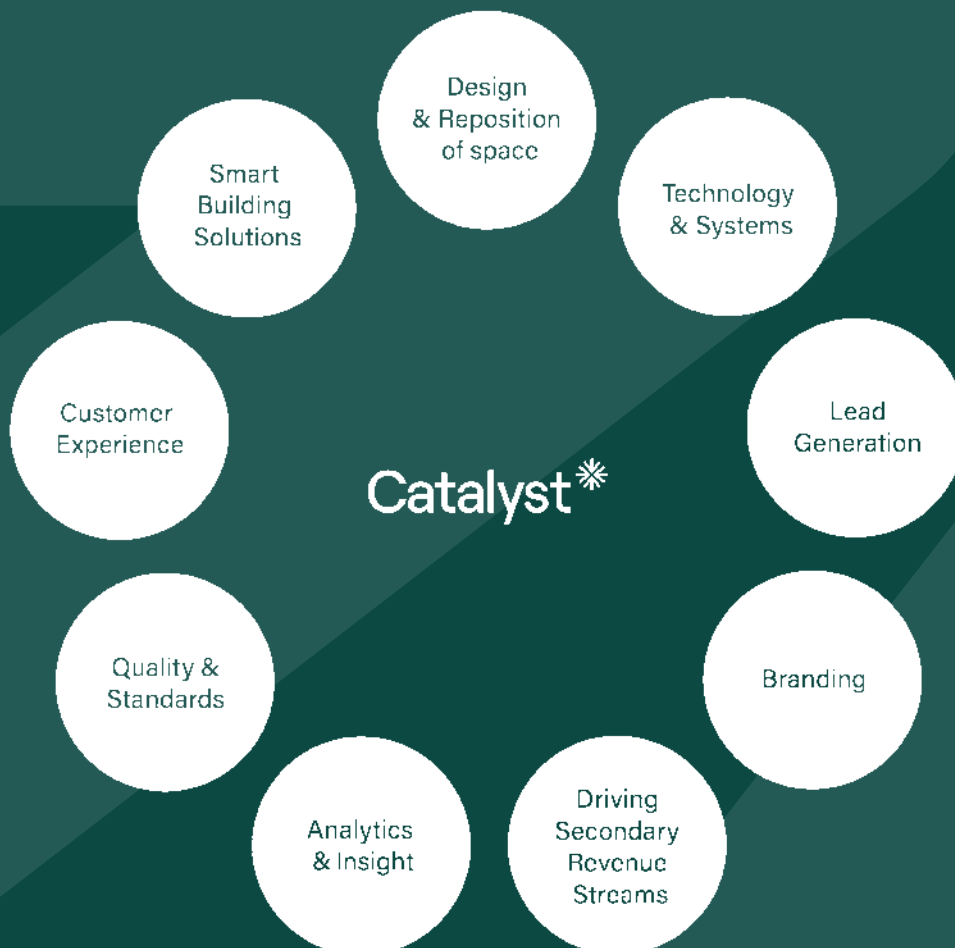 Design
& Reposition
of space
Technology
& Systems
Lead
Generation
Branding
Driving
Secondary
Revenue
Streams
Analytics
& Insight
Quality &
Standards
Customer
Experience
Smart
Building
Solutions
Catalyst*